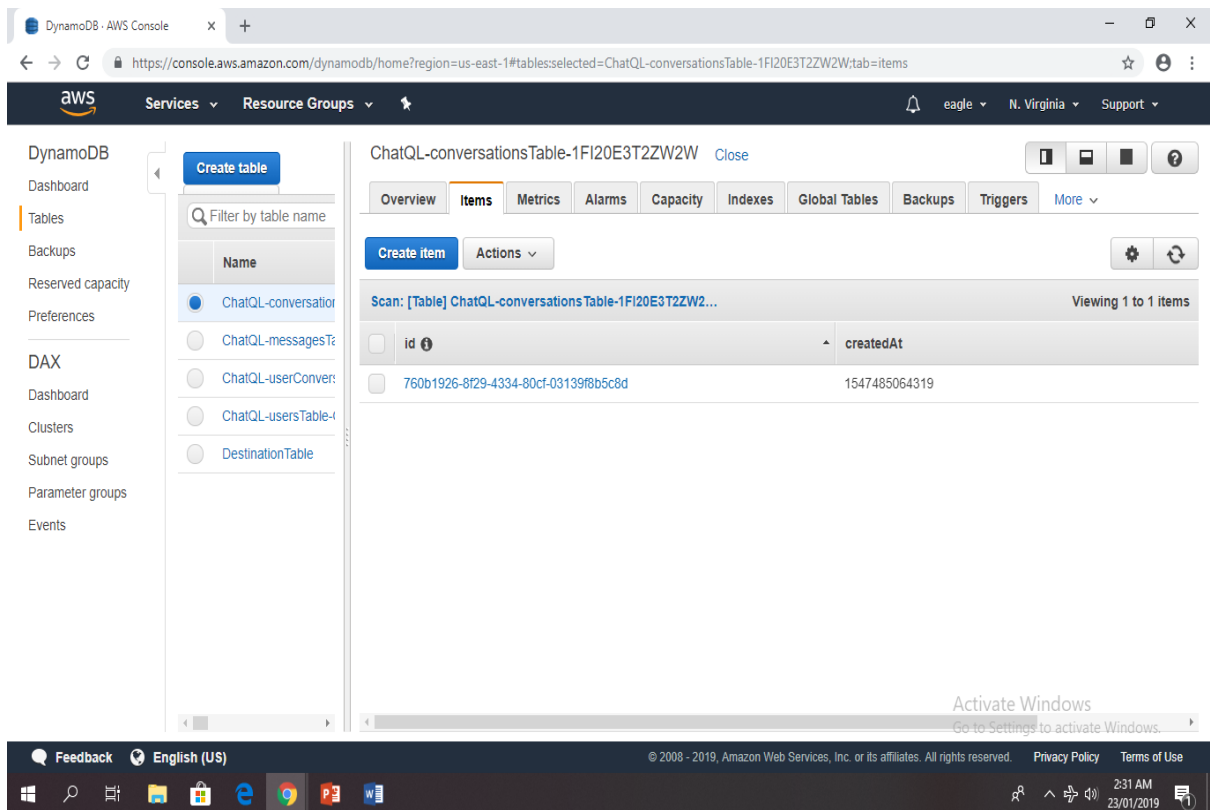 DynamoDB · AWS Console
https://console.aws.amazon.com/dynamodb/home?region=us-east-1#tables:selected=ChatQL-conversationsTable-1FI20E3T2ZW2W;tab=items
aws Services Resource Groups eagle N. Virginia Support
DynamoDB
Dashboard
Tables
Backups
Reserved capacity
Preferences
DAX
Dashboard
Clusters
Subnet groups
Parameter groups
Events
Create table
Filter by table name
Name
ChatQL-conversation
ChatQL-messagesTa
ChatQL-userConvers
ChatQL-usersTable-
DestinationTable
ChatQL-conversationsTable-1FI20E3T2ZW2W Close
Overview Items Metrics Alarms Capacity Indexes Global Tables Backups Triggers More
Create item Actions
Scan: [Table] ChatQL-conversationsTable-1FI20E3T2ZW2... Viewing 1 to 1 items
id createdAt
760b1926-8f29-4334-80cf-03139f8b5c8d 1547485064319
Activate Windows
Go to Settings to activate Windows.
Feedback English (US) © 2008 - 2019, Amazon Web Services, Inc. or its affiliates. All rights reserved. Privacy Policy Terms of Use
2:31 AM
23/01/2019